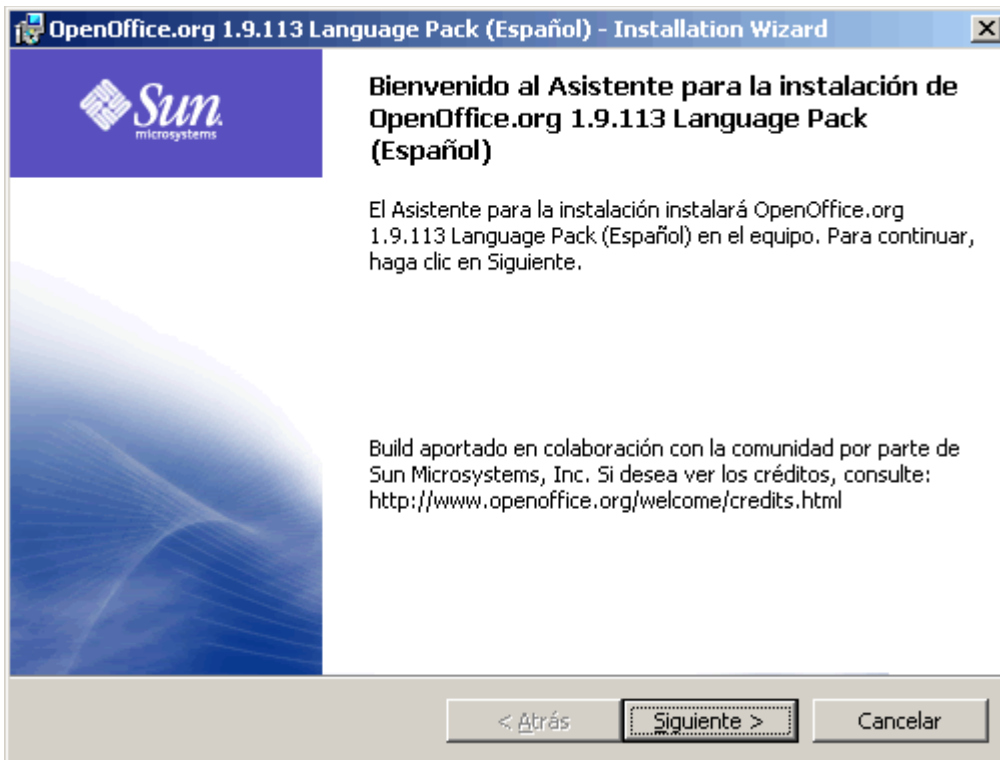 OpenOffice.org 1.9.113 Language Pack (Español) - Installation Wizard
Sun
microsystems
Bienvenido al Asistente para la instalación de
OpenOffice.org 1.9.113 Language Pack
(Español)
El Asistente para la instalación instalará OpenOffice.org
1.9.113 Language Pack (Español) en el equipo. Para continuar,
haga clic en Siguiente.
Build aportado en colaboración con la comunidad por parte de
Sun Microsystems, Inc. Si desea ver los créditos, consulte:
http://www.openoffice.org/welcome/credits.html
< Atrás Siguiente > Cancelar